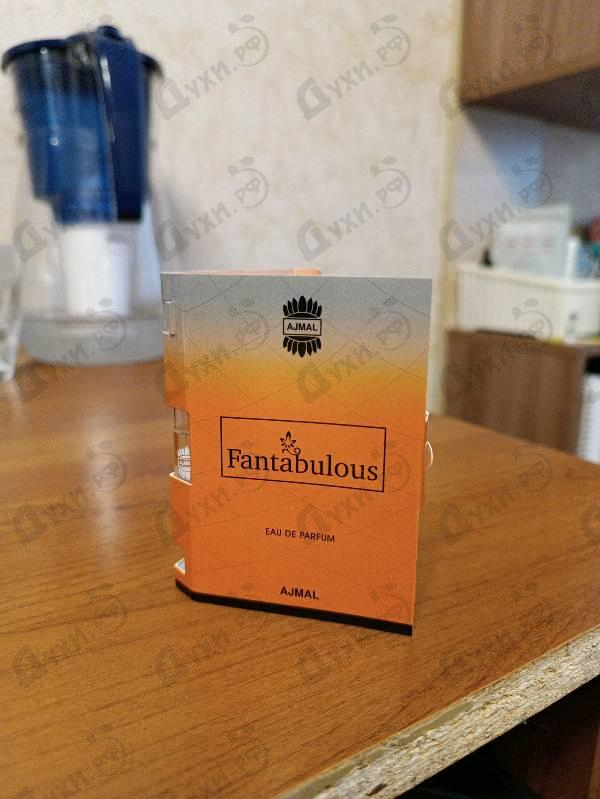 AJMAL
Fantabulous
EAU DE PARFUM
AJMAL
Духи.рф